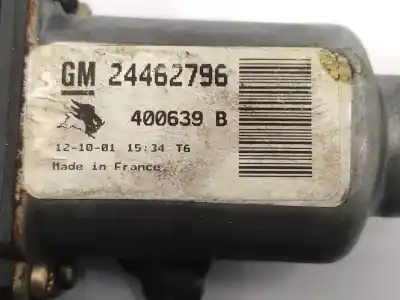 GM 24462796
400639 B
12-10-01 15:34 T6
Made in France